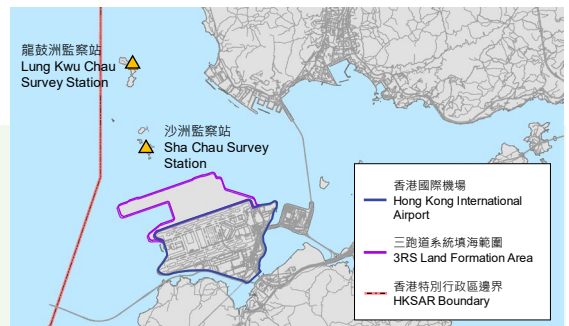 龍鼓洲監察站
Lung Kwu Chau
Survey Station
沙洲監察站
Sha Chau Survey
Station
香港國際機場
Hong Kong International
Airport
三跑道系統填海範圍
3RS Land Formation Area
香港特別行政區邊界
HKSAR Boundary